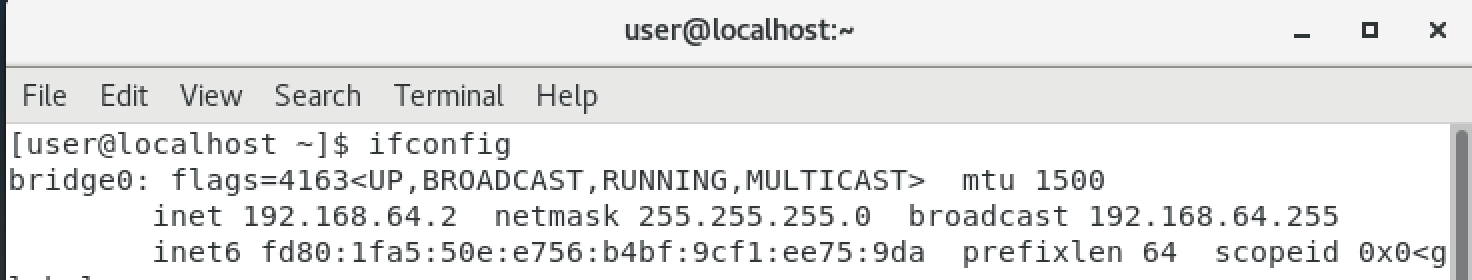 user@localhost:~
File Edit View Search Terminal Help
[user@localhost ~]$ ifconfig
bridge0: flags=4163<UP,BROADCAST,RUNNING,MULTICAST>  mtu 1500
        inet 192.168.64.2  netmask 255.255.255.0  broadcast 192.168.64.255
        inet6 fd80:1fa5:50e:e756:b4bf:9cf1:ee75:9da  prefixlen 64  scopeid 0x0<g